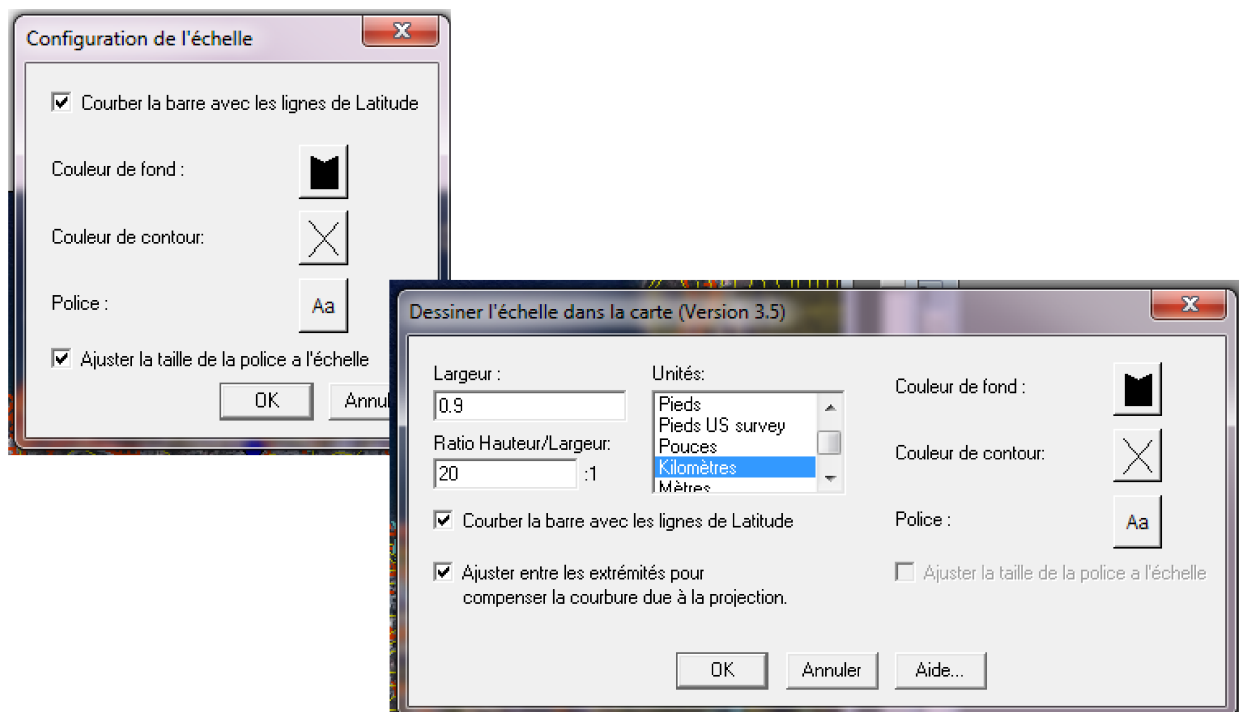 Configuration de l'échelle
Courber la barre avec les lignes de Latitude
Couleur de fond :
Couleur de contour:
Police :
Aa
Ajuster la taille de la police a l'échelle
OK
Dessiner l'échelle dans la carte (Version 3.5)
Largeur :
0.9
Ratio Hauteur/Largeur:
20 :1
Unités:
Pieds
Pieds US survey
Pouces
Kilomètres
Mètres
Courber la barre avec les lignes de Latitude
Ajuster entre les extrémités pour
compenser la courbure due à la projection.
Couleur de fond :
Couleur de contour:
Police :
Aa
Ajuster la taille de la police a l'échelle
OK
Annuler
Aide...